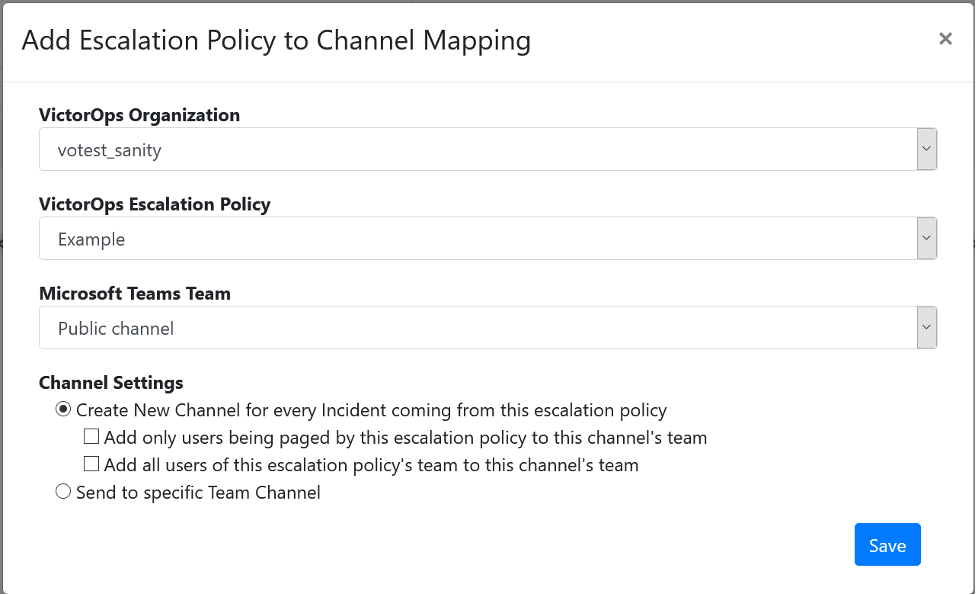 Add Escalation Policy to Channel Mapping
VictorOps Organization
votest_sanity
VictorOps Escalation Policy
Example
Microsoft Teams Team
Public channel
Channel Settings
Create New Channel for every Incident coming from this escalation policy
Add only users being paged by this escalation policy to this channel's team
Add all users of this escalation policy's team to this channel's team
Send to specific Team Channel
Save